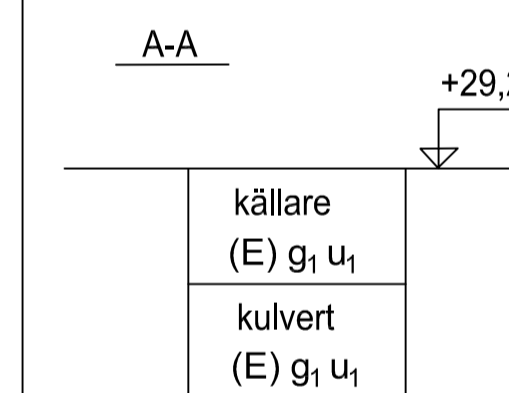 A-A
+29,
källare
(E) g₁ u₁
kulvert
(E) g₁ u₁